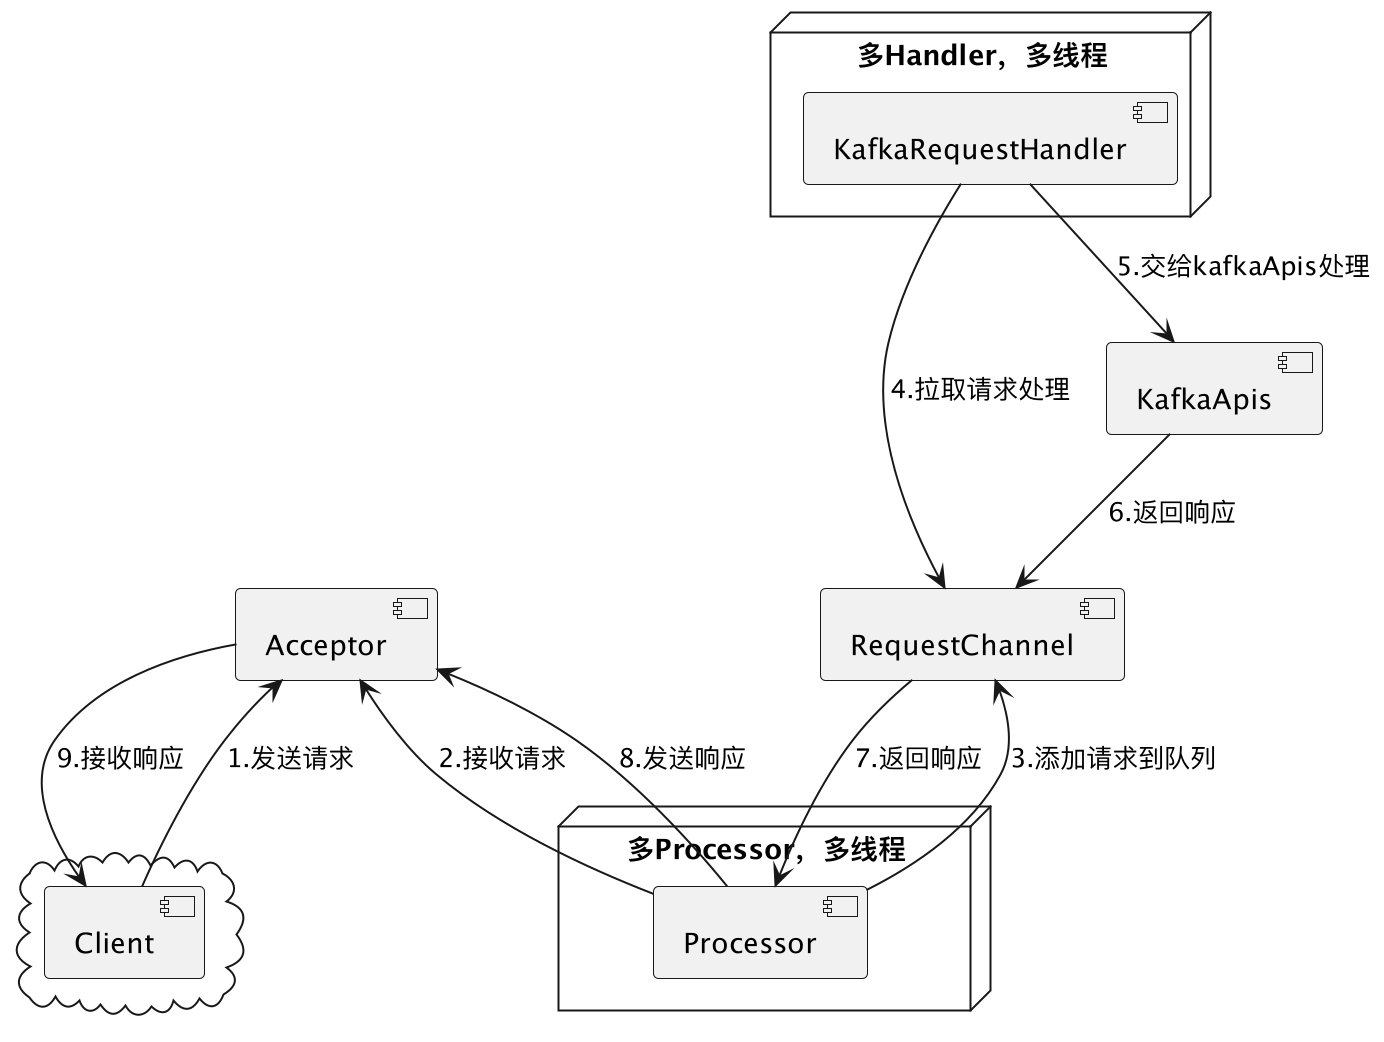 多Handler，多线程
KafkaRequestHandler
5.交给kafkaApis处理
4.拉取请求处理
KafkaApis
6.返回响应
Acceptor
RequestChannel
9.接收响应
1.发送请求
2.接收请求
8.发送响应
7.返回响应
3.添加请求到队列
多Processor，多线程
Client
Processor